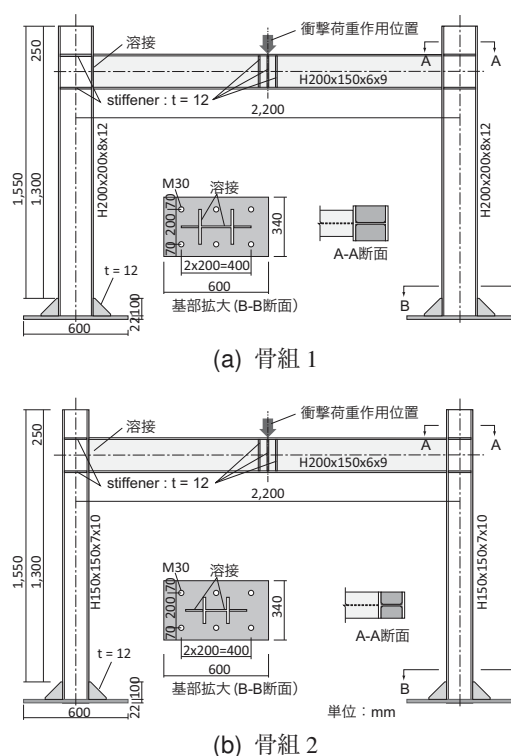 250
溶接
衝撃荷重作用位置
A
A
H200x150x6x9
stiffener : t = 12
2,200
1,550
1,300
H200x200x8x12
H200x200x8x12
M30
溶接
70
200
70
340
2x200=400
600
基部拡大 (B-B断面)
A-A断面
t = 12
B
100
22
600
(a) 骨組 1
250
溶接
衝撃荷重作用位置
A
A
H200x150x6x9
stiffener : t = 12
2,200
1,550
1,300
H150x150x7x10
H150x150x7x10
M30
溶接
70
200
70
340
2x200=400
600
基部拡大 (B-B断面)
A-A断面
t = 12
B
100
22
600
単位：mm
(b) 骨組 2